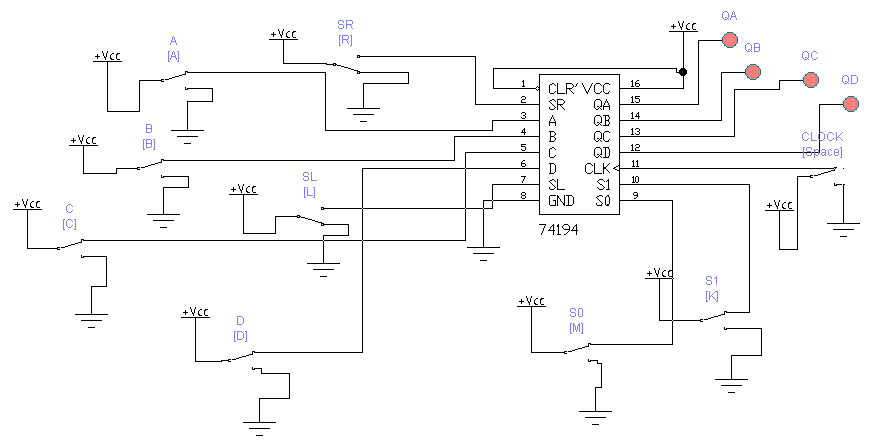 QA
SR
[R]
+Vcc
+Vcc
A
[A]
+Vcc
QB
QC
QD
1 CLR' VCC 16
2 SR QA 15
3 A QB 14
4 B QC 13
5 C QD 12
6 D CLK 11
7 SL S1 10
8 GND S0 9
74194
B
[B]
+Vcc
CLOCK
[Space]
SL
[L]
+Vcc
C
[C]
+Vcc
+Vcc
+Vcc
S1
[K]
+Vcc
S0
[M]
+Vcc
D
[D]